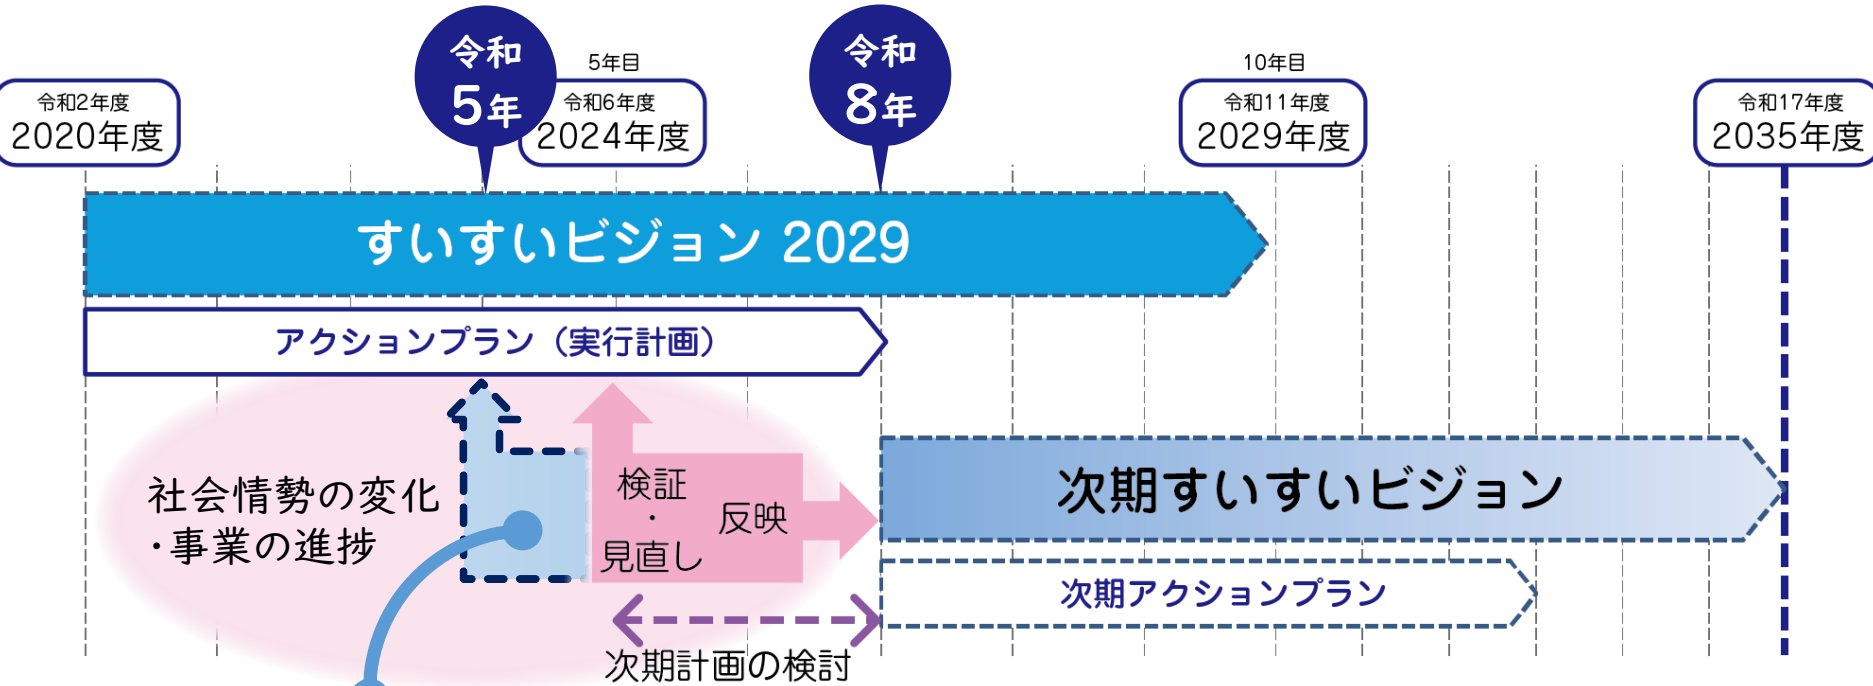 令和
5年
令和
8年
5年目
10年目
令和2年度
2020年度
令和6年度
2024年度
令和11年度
2029年度
令和17年度
2035年度
すいすいビジョン 2029
アクションプラン（実行計画）
社会情勢の変化
・事業の進捗
検証
・
見直し
反映
次期すいすいビジョン
次期アクションプラン
次期計画の検討